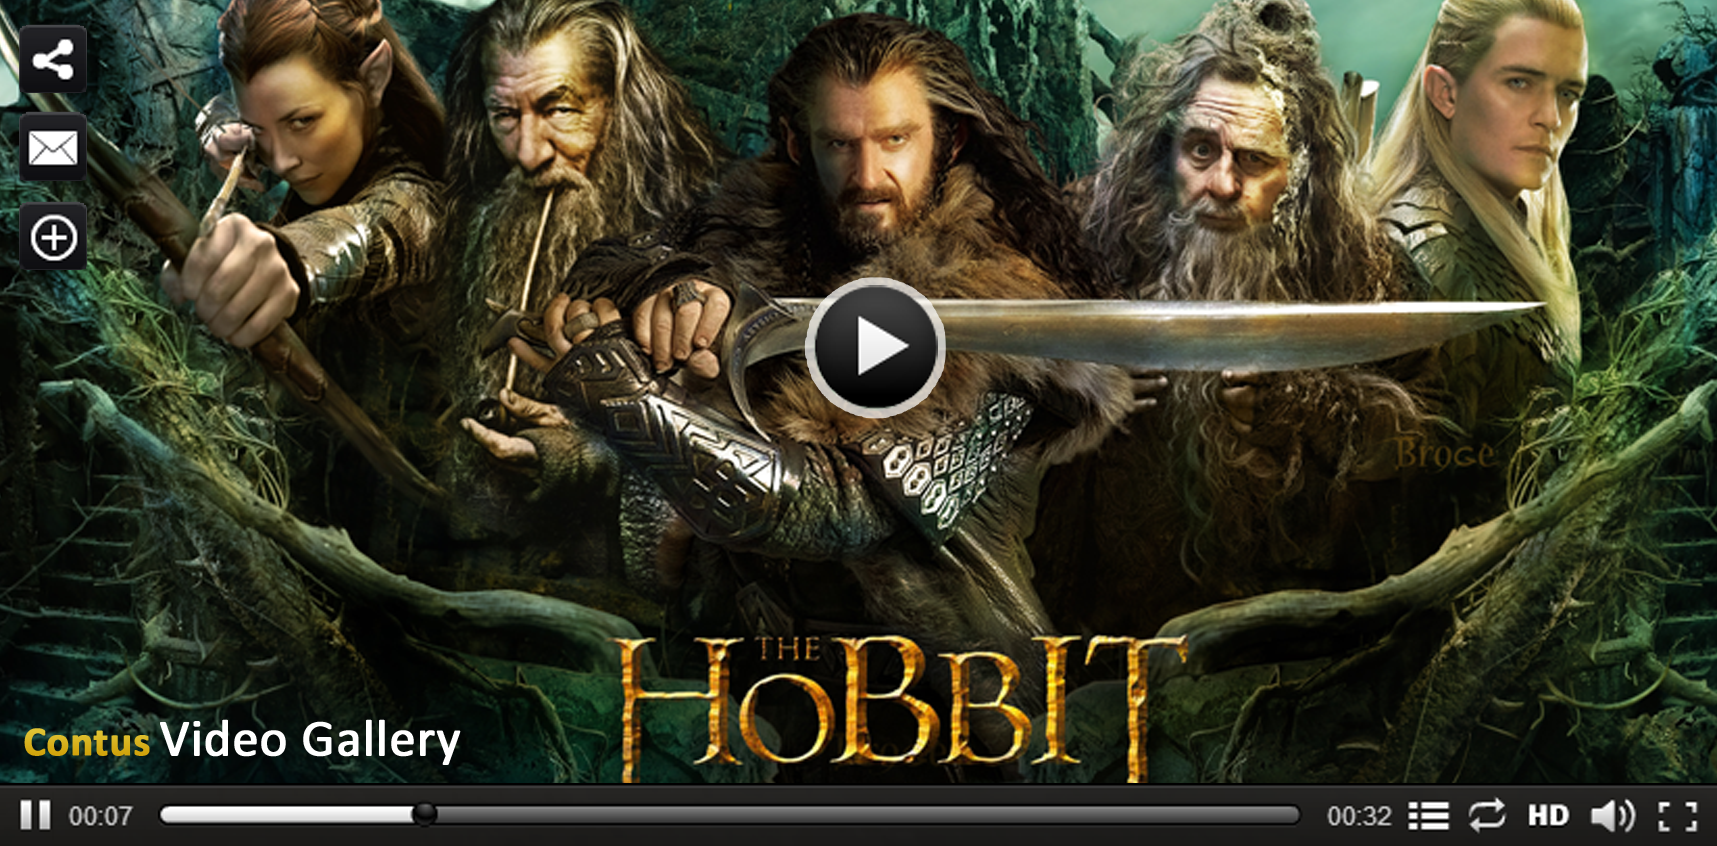 Broge
THE
HOBBIT
Contus Video Gallery
00:07
00:32
HD